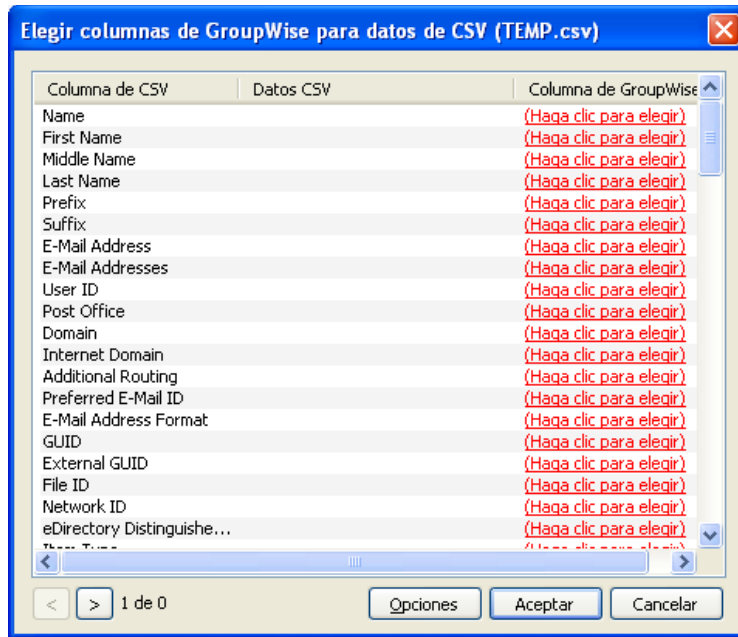 Elegir columnas de GroupWise para datos de CSV (TEMP.csv)
Columna de CSV Datos CSV Columna de GroupWise
Name (Haga clic para elegir)
First Name (Haga clic para elegir)
Middle Name (Haga clic para elegir)
Last Name (Haga clic para elegir)
Prefix (Haga clic para elegir)
Suffix (Haga clic para elegir)
E-Mail Address (Haga clic para elegir)
E-Mail Addresses (Haga clic para elegir)
User ID (Haga clic para elegir)
Post Office (Haga clic para elegir)
Domain (Haga clic para elegir)
Internet Domain (Haga clic para elegir)
Additional Routing (Haga clic para elegir)
Preferred E-Mail ID (Haga clic para elegir)
E-Mail Address Format (Haga clic para elegir)
GUID (Haga clic para elegir)
External GUID (Haga clic para elegir)
File ID (Haga clic para elegir)
Network ID (Haga clic para elegir)
eDirectory Distinguishe... (Haga clic para elegir)
< > 1 de 0 Opciones Aceptar Cancelar